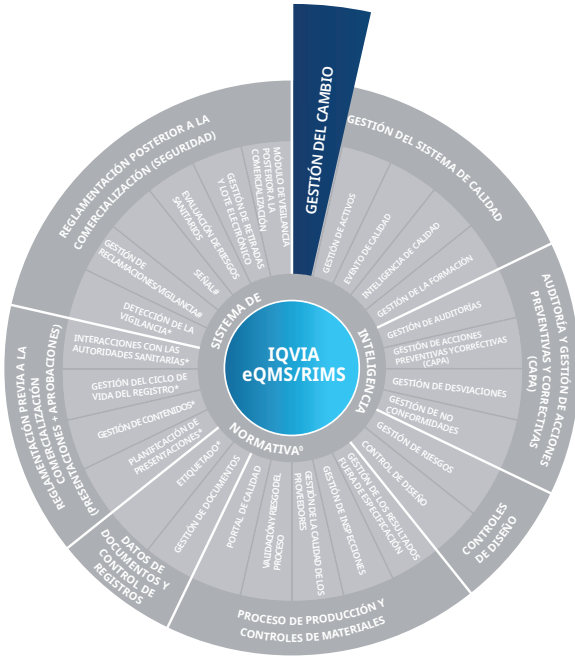 GESTIÓN DEL CAMBIO
GESTIÓN DEL SISTEMA DE CALIDAD
GESTIÓN DE ACTIVOS
EVENTO DE CALIDAD
INTELIGENCIA DE CALIDAD
GESTIÓN DE LA FORMACIÓN
AUDITORÍA Y GESTIÓN DE ACCIONES
PREVENTIVAS Y CORRECTIVAS
(CAPA)
GESTIÓN DE AUDITORÍAS
GESTIÓN DE ACCIONES
PREVENTIVAS Y CORRECTIVAS
(CAPA)
GESTIÓN DE DESVIACIONES
GESTIÓN DE NO
CONFORMIDADES
CONTROLES
DE DISEÑO
GESTIÓN DE RIESGOS
CONTROL DE DISEÑO
PROCESO DE PRODUCCIÓN Y
CONTROLES DE MATERIALES
GESTIÓN DE LOS RESULTADOS
FUERA DE ESPECIFICACIÓN
GESTIÓN DE INSPECCIONES
GESTIÓN DE LA CALIDAD DE LOS
PROVEEDORES
VALIDACIÓN Y RIESGO DEL
PROCESO
PORTAL DE CALIDAD
DATOS DE
DOCUMENTOS Y
CONTROL DE
REGISTROS
GESTIÓN DE DOCUMENTOS
ETIQUETADO*
REGLAMENTACIÓN PREVIA A LA
COMERCIALIZACIÓN
(PRESENTACIONES + APROBACIONES)
PLANIFICACIÓN DE
PRESENTACIONES*
GESTIÓN DE CONTENIDOS*
GESTIÓN DEL CICLO DE
VIDA DEL REGISTRO*
INTERACCIONES CON LAS
AUTORIDADES SANITARIAS*
REGLAMENTACIÓN POSTERIOR A LA
COMERCIALIZACIÓN (SEGURIDAD)
DETECCIÓN DE LA
VIGILANCIA*
SEÑAL#
GESTIÓN DE
RECLAMACIONES/VIGILANCIA#
EVALUACIÓN DE RIESGOS
SANITARIOS
GESTIÓN DE RETIRADAS
Y LOTE ELECTRÓNICO
MÓDULO DE VIGILANCIA
POSTERIOR A LA
COMERCIALIZACIÓN
SISTEMA DE
INTELIGENCIA
NORMATIVA◊
IQVIA
eQMS/RIMS